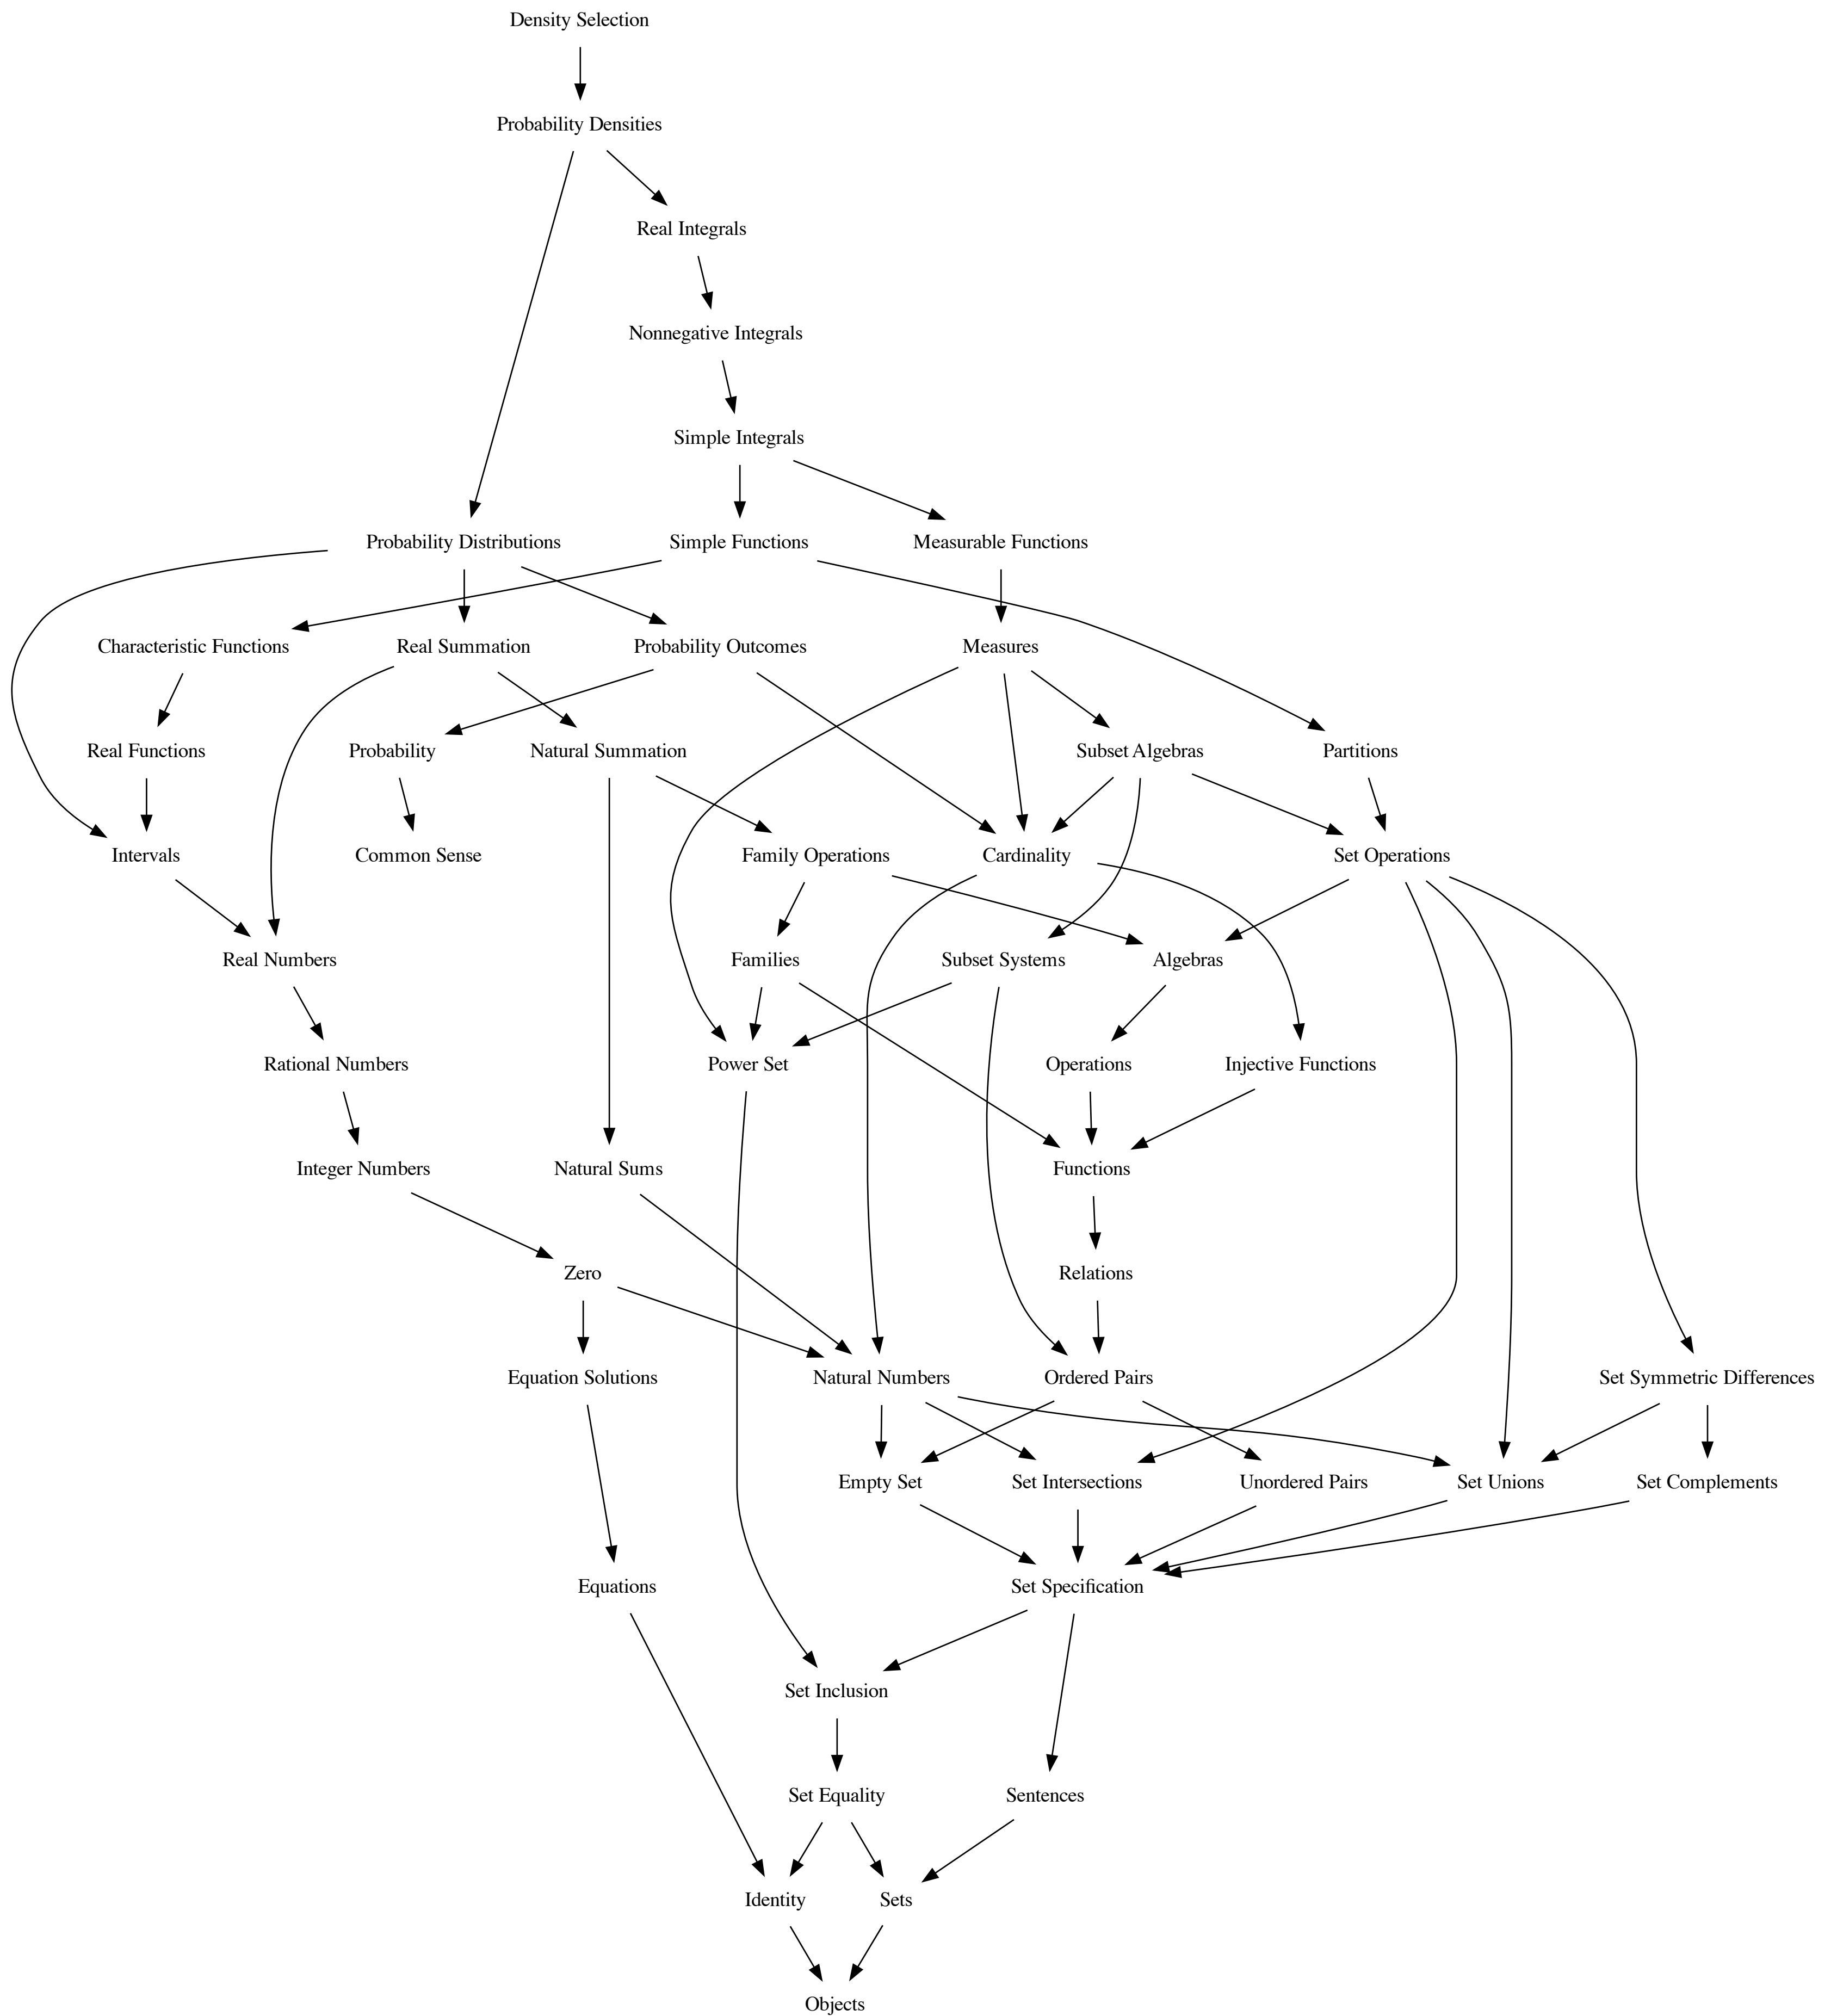 Density Selection
Probability Densities
Real Integrals
Nonnegative Integrals
Simple Integrals
Probability Distributions
Simple Functions
Measurable Functions
Characteristic Functions
Real Summation
Probability Outcomes
Measures
Real Functions
Probability
Natural Summation
Subset Algebras
Partitions
Intervals
Common Sense
Family Operations
Cardinality
Set Operations
Real Numbers
Families
Subset Systems
Algebras
Rational Numbers
Power Set
Operations
Injective Functions
Integer Numbers
Natural Sums
Functions
Zero
Relations
Equation Solutions
Natural Numbers
Ordered Pairs
Set Symmetric Differences
Empty Set
Set Intersections
Unordered Pairs
Set Unions
Set Complements
Equations
Set Specification
Set Inclusion
Set Equality
Sentences
Identity
Sets
Objects